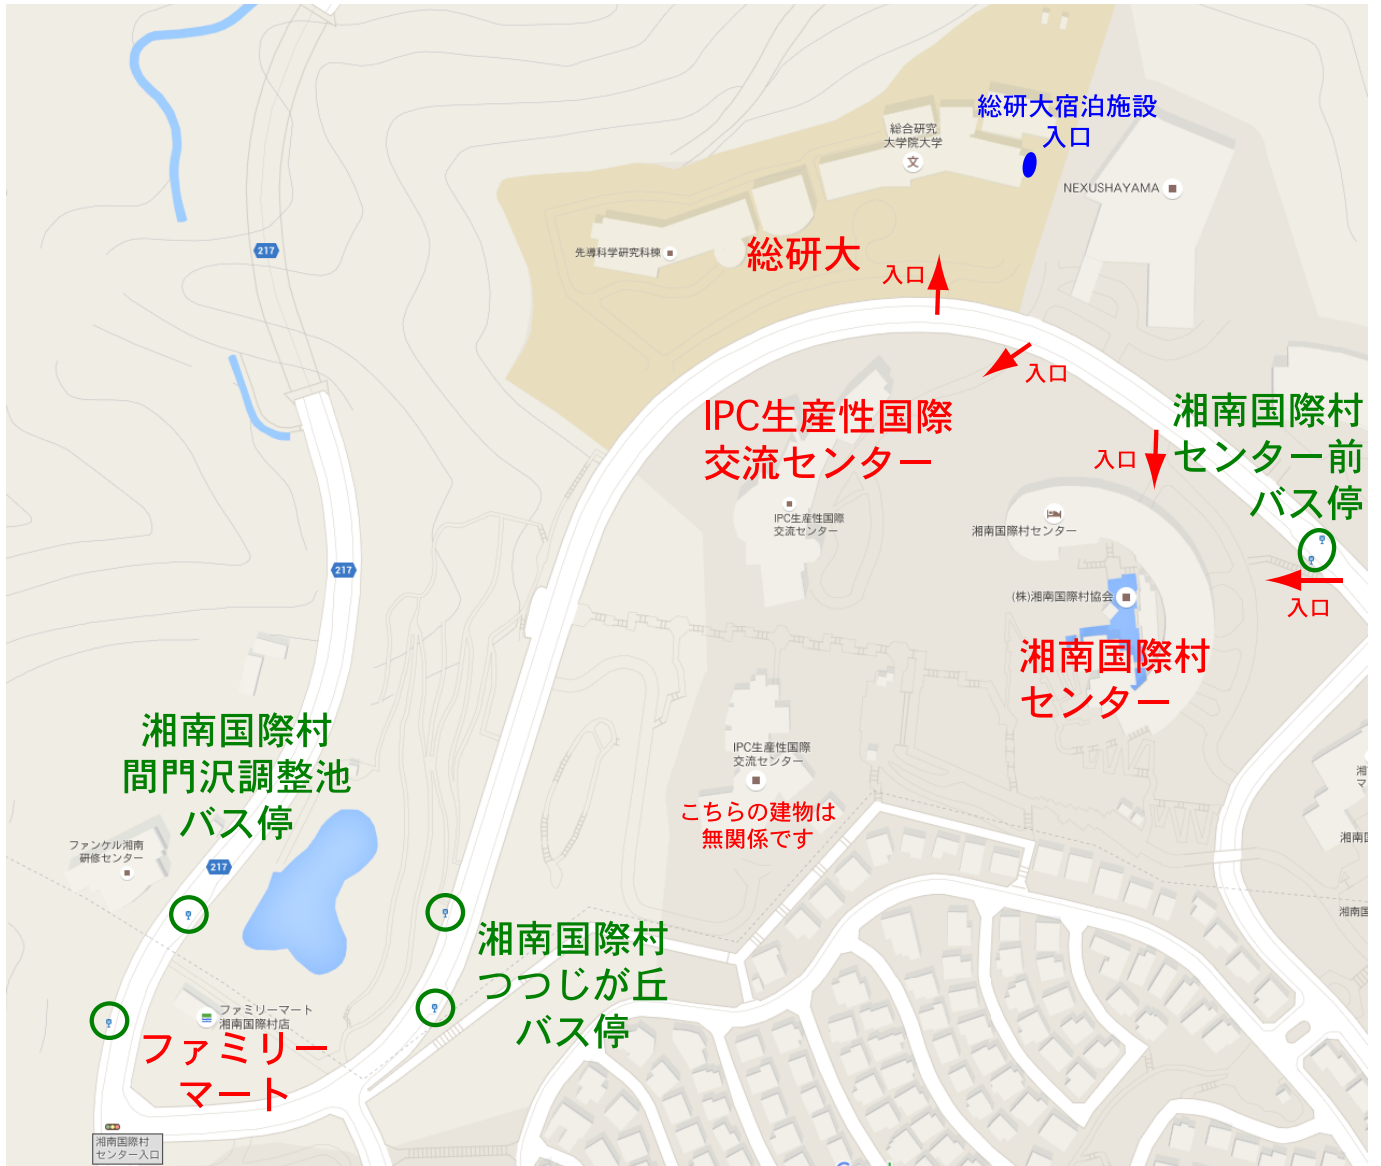 総研大宿泊施設
入口
総合研究
大学院大学
NEXUSHAYAMA
217
先導科学研究科棟
総研大
入口
入口
IPC生産性国際
交流センター
湘南国際村
センター前
バス停
入口
IPC生産性国際
交流センター
湘南国際村センター
217
(株)湘南国際村協会
入口
湘南国際村
センター
湘南国際村
間門沢調整池
バス停
IPC生産性国際
交流センター
こちらの建物は
無関係です
ファンケル湘南
研修センター
217
湘南国際村
つつじが丘
バス停
ファミリーマート
湘南国際村店
ファミリー
マート
湘南国際村
センター入口